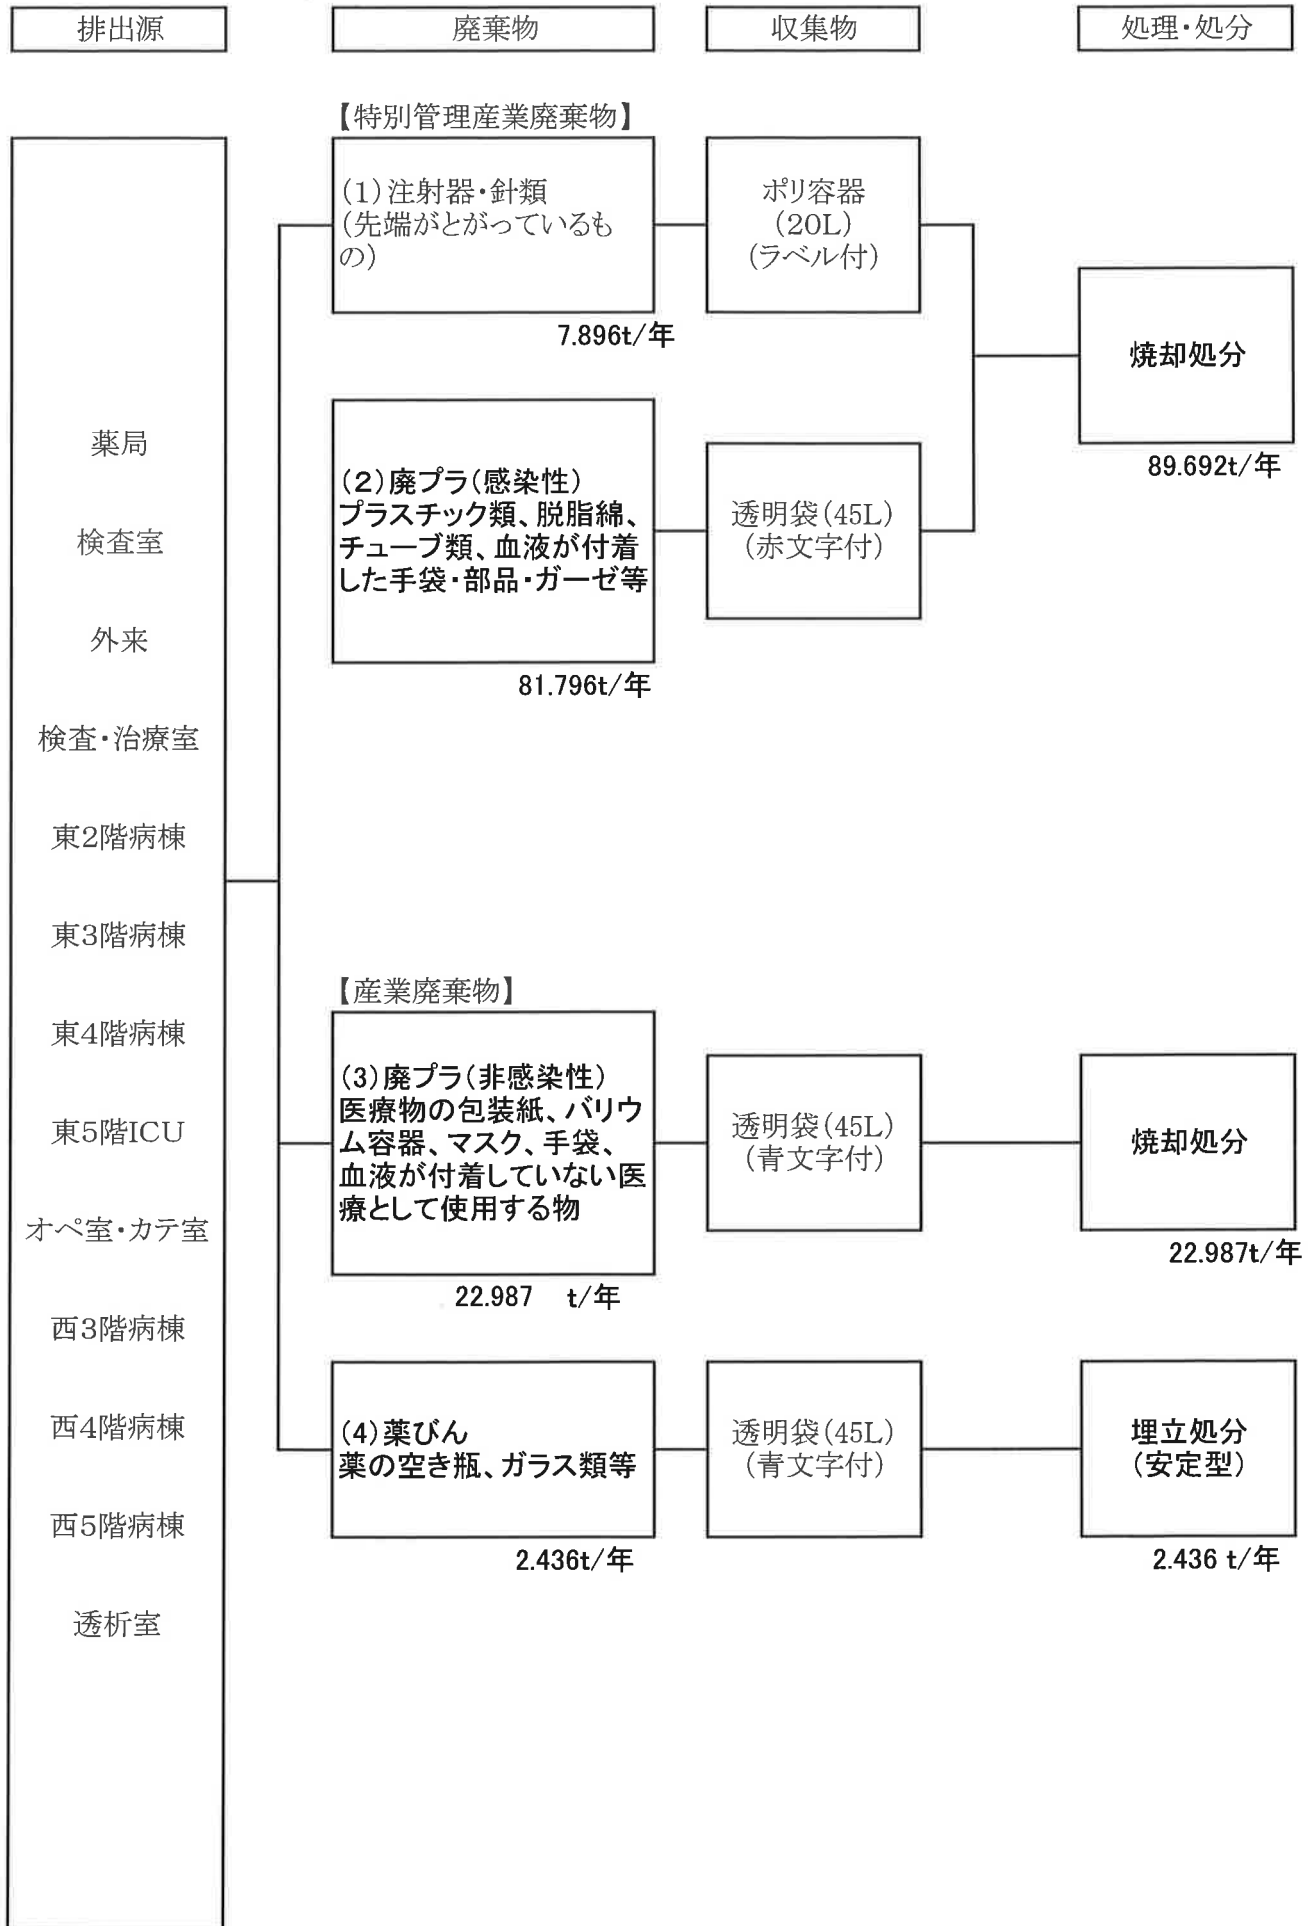 排出源
廃棄物
収集物
処理・処分
薬局
検査室
外来
検査・治療室
東2階病棟
東3階病棟
東4階病棟
東5階ICU
オペ室・カテ室
西3階病棟
西4階病棟
西5階病棟
透析室
【特別管理産業廃棄物】
(1)注射器・針類
(先端がとがっているも
の)
7.896t/年
ポリ容器
(20L)
(ラベル付)
(2)廃プラ(感染性)
プラスチック類、脱脂綿、
チューブ類、血液が付着
した手袋・部品・ガーゼ等
81.796t/年
透明袋(45L)
(赤文字付)
焼却処分
89.692t/年
【産業廃棄物】
(3)廃プラ(非感染性)
医療物の包装紙、バリウ
ム容器、マスク、手袋、
血液が付着していない医
療として使用する物
22.987 t/年
透明袋(45L)
(青文字付)
焼却処分
22.987t/年
(4)薬びん
薬の空き瓶、ガラス類等
2.436t/年
透明袋(45L)
(青文字付)
埋立処分
(安定型)
2.436 t/年